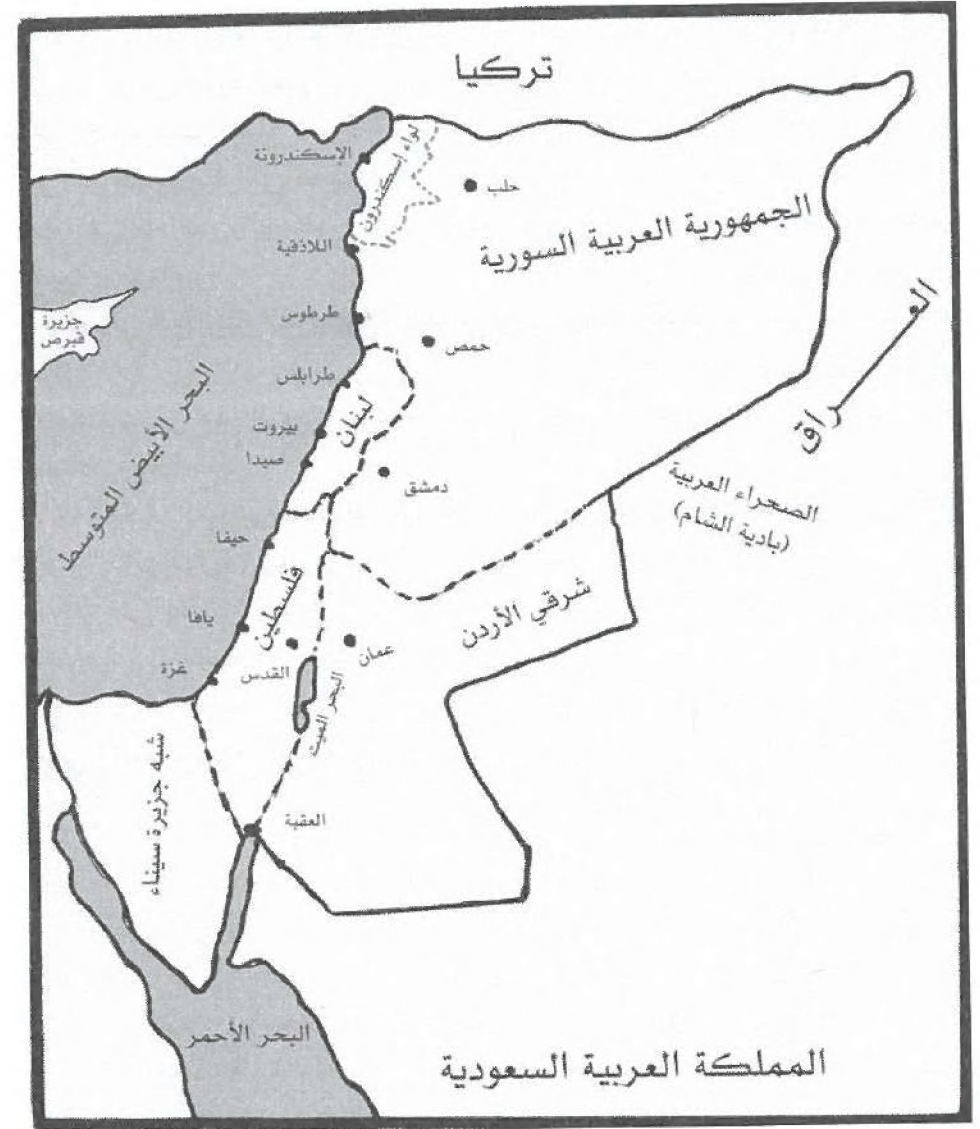 تركيا
لواء إسكندرون
الإسكندرونة
حلب
الجمهورية العربية السورية
اللاذقية
جزيرة
قبرص
طرطوس
حمص
العـراق
طرابلس
البحر الأبيض المتوسط
لبنان
بيروت
صيدا
دمشق
الصحراء العربية
(بادية الشام)
حيفا
فلسطين
شرقي الأردن
يافا
عمان
القدس
غزة
البحر الميت
شبه جزيرة سيناء
العقبة
البحر الأحمر
المملكة العربية السعودية